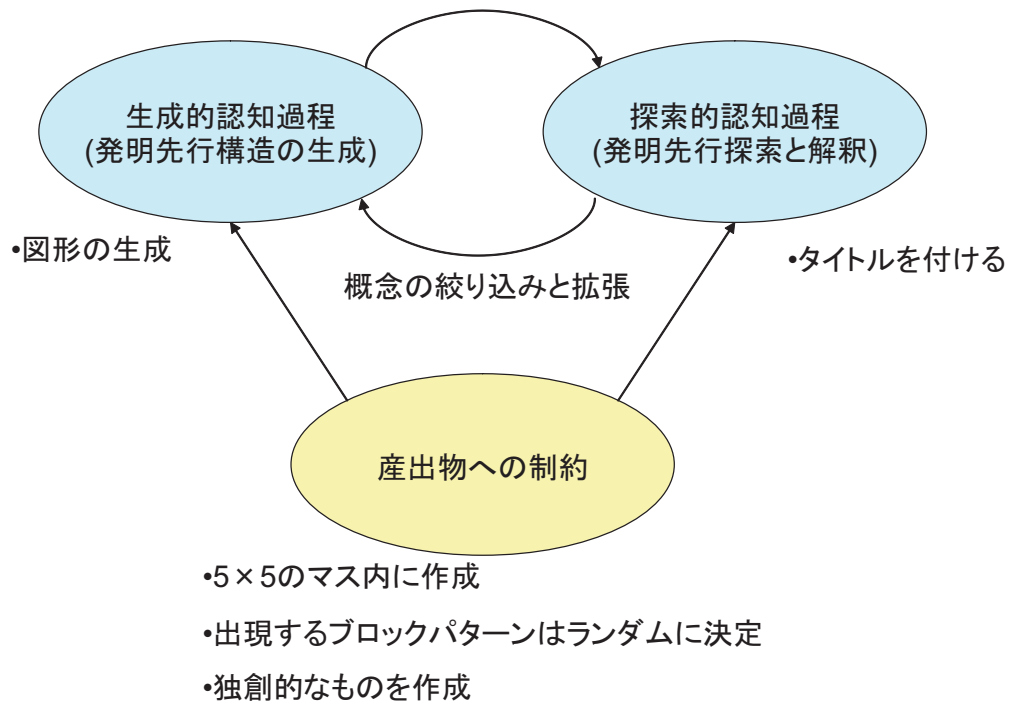 生成的認知過程
(発明先行構造の生成)
探索的認知過程
(発明先行探索と解釈)
•図形の生成
•タイトルを付ける
概念の絞り込みと拡張
産出物への制約
•5×5のマス内に作成
•出現するブロックパターンはランダムに決定
•独創的なものを作成